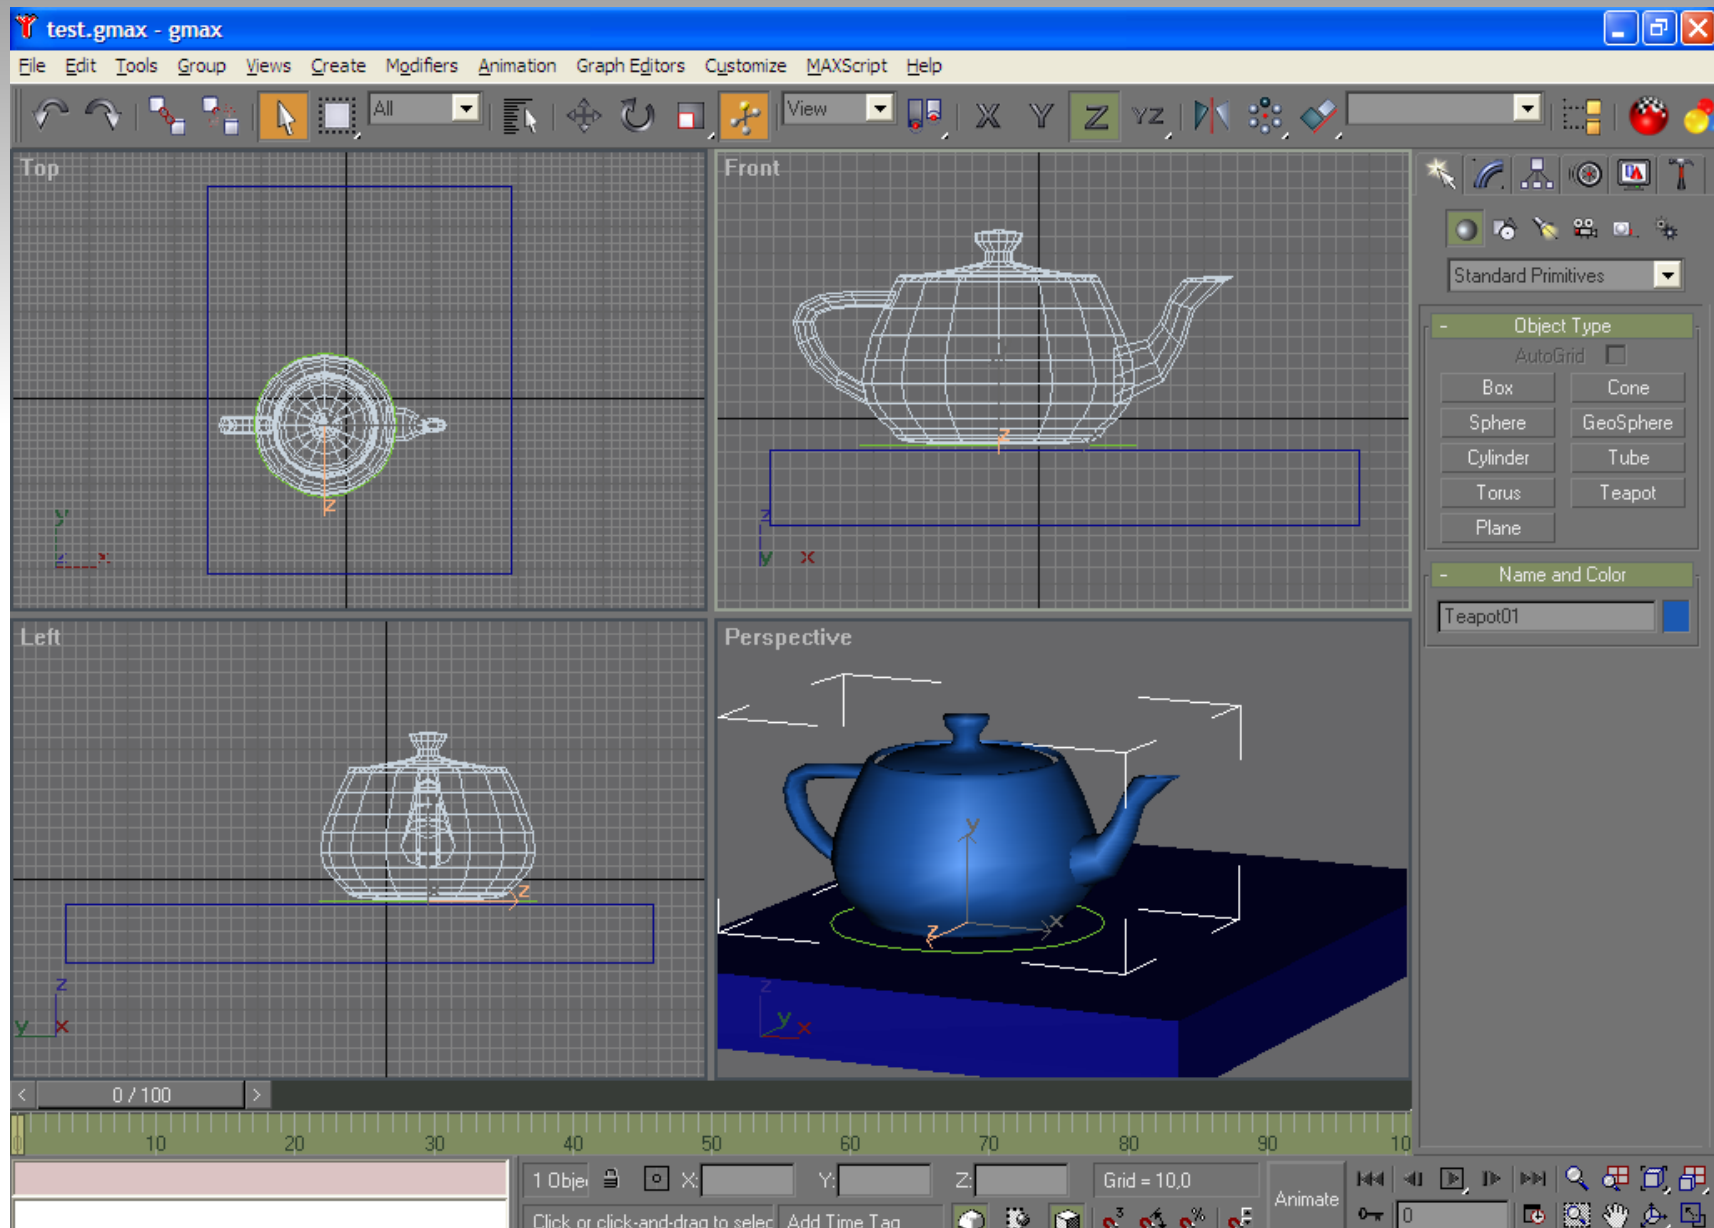 test.gmax - gmax
File Edit Tools Group Views Create Modifiers Animation Graph Editors Customize MAXScript Help
All View X Y Z YZ
Top
Front
Standard Primitives
- Object Type
AutoGrid
Box Cone
Sphere GeoSphere
Cylinder Tube
Torus Teapot
Plane
- Name and Color
Teapot01
z
y
x
z
z
z
y x
Left
Perspective
z
z
y x
y
x
z
z
y
x
< 0 / 100 >
10 20 30 40 50 60 70 80 90 10
1 Obje X: Y: Z: Grid = 10,0
Animate
Click or click-and-drag to selec Add Time Tag
3 % 0